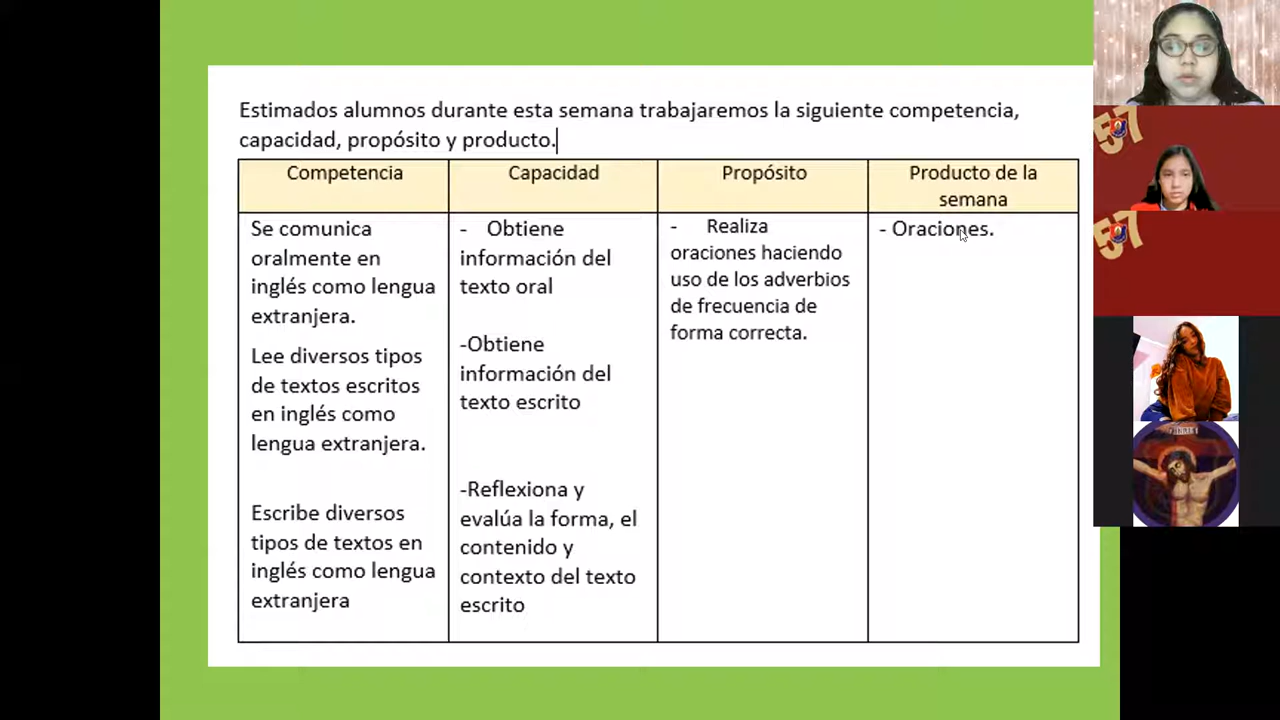 Estimados alumnos durante esta semana trabajaremos la siguiente competencia,
capacidad, propósito y producto.
Competencia
Capacidad
Propósito
Producto de la
semana
Se comunica
oralmente en
inglés como lengua
extranjera.
Lee diversos tipos
de textos escritos
en inglés como
lengua extranjera.
Escribe diversos
tipos de textos en
inglés como lengua
extranjera
- Obtiene
información del
texto oral
-Obtiene
información del
texto escrito
-Reflexiona y
evalúa la forma, el
contenido y
contexto del texto
escrito
- Realiza
oraciones haciendo
uso de los adverbios
de frecuencia de
forma correcta.
- Oraciones.
57
57